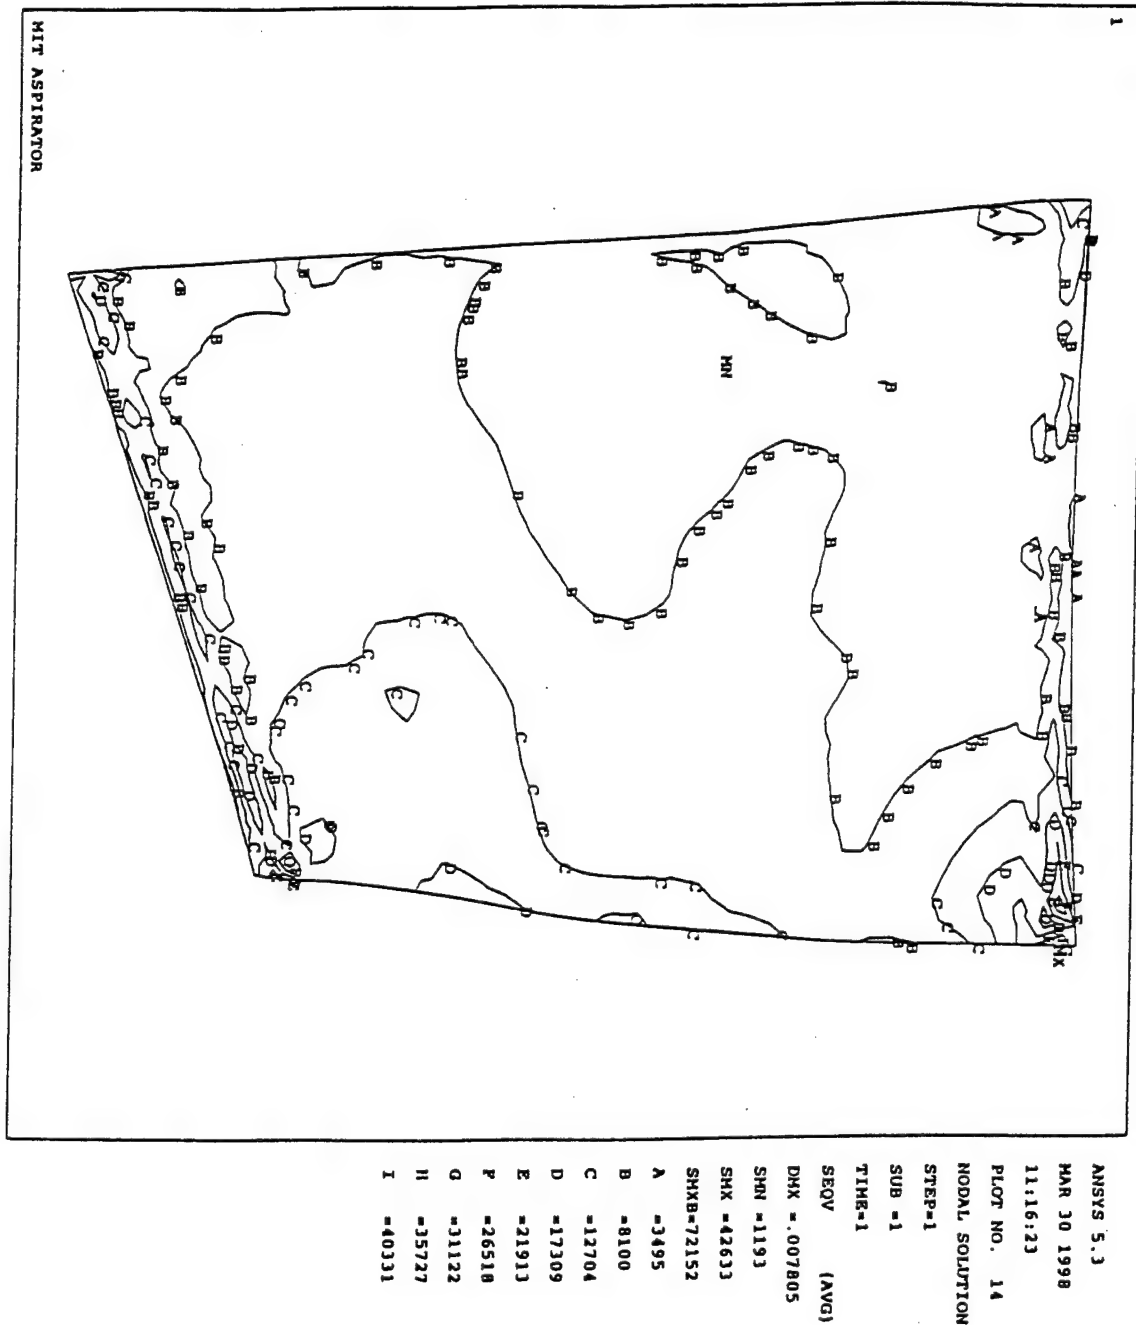 1
ANSYS 5.3
MAR 30 1998
11:16:23
PLOT NO. 14
NODAL SOLUTION
STEP=1
SUB =1
TIME=1
SEQV (AVG)
DMX =.007805
SMN =1193
SMX =42633
SMXB=72152
A =3495
B =8100
C =12704
D =17309
E =21913
F =26518
G =31122
H =35727
I =40331
MN
MIT ASPIRATOR